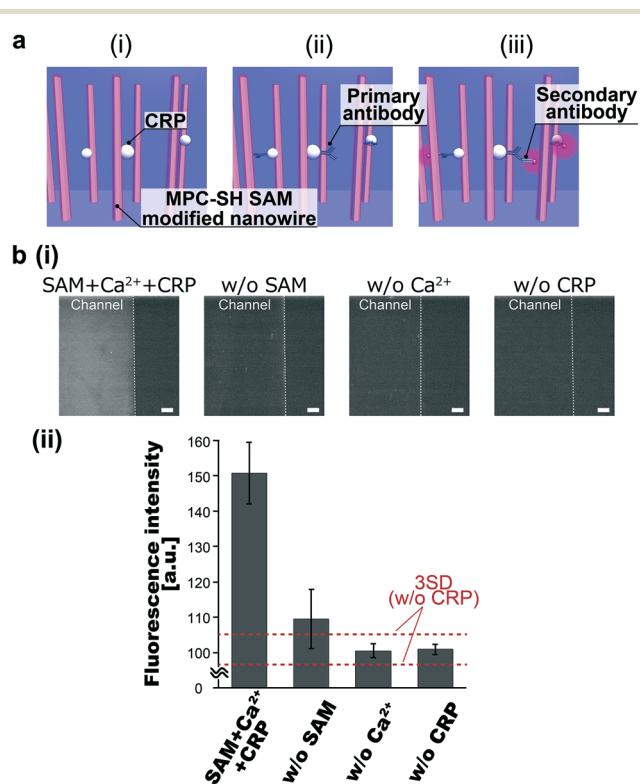 a
(i)
(ii)
(iii)
CRP
MPC-SH SAM
modified nanowire
Primary
antibody
Secondary
antibody
b (i)
SAM+Ca²⁺+CRP
w/o SAM
w/o Ca²⁺
w/o CRP
Channel
Channel
Channel
Channel
(ii)
Fluorescence intensity
[a.u.]
160
150
140
130
120
110
100
0
3SD
(w/o CRP)
SAM+Ca²⁺
+CRP
w/o SAM
w/o Ca²⁺
w/o CRP